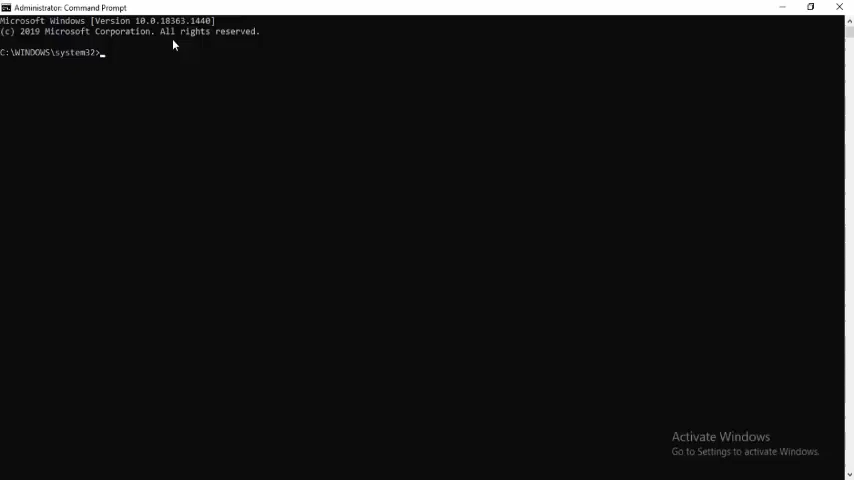 Administrator: Command Prompt
Microsoft Windows [Version 10.0.18363.1440]
(c) 2019 Microsoft Corporation. All rights reserved.
C:\WINDOWS\system32>_
Activate Windows
Go to Settings to activate Windows.